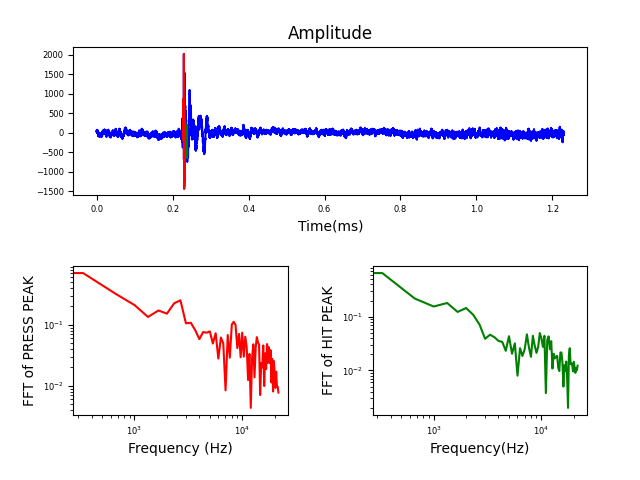 Amplitude
2000
1500
1000
500
0
−500
−1000
−1500
0.0 0.2 0.4 0.6 0.8 1.0 1.2
Time(ms)
FFT of PRESS PEAK
10⁻¹
10⁻²
10³ 10⁴
Frequency (Hz)
FFT of HIT PEAK
10⁻¹
10⁻²
10³ 10⁴
Frequency(Hz)